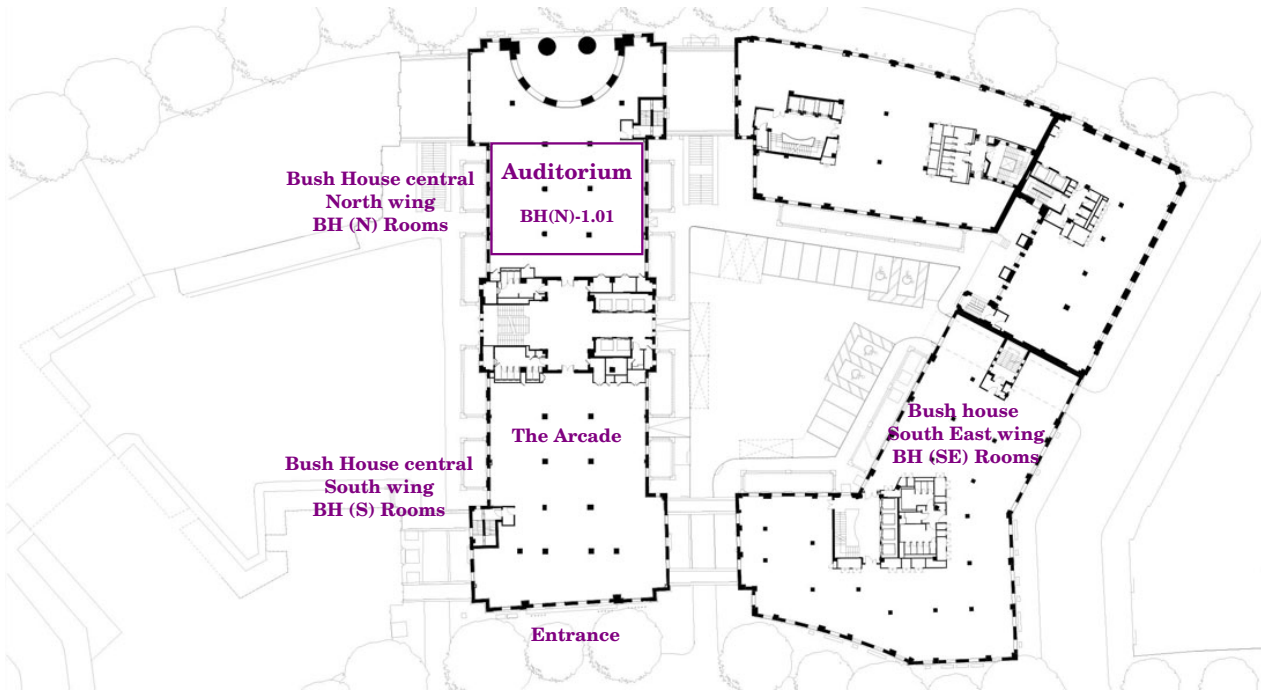 Auditorium
BH(N)-1.01
Bush House central
North wing
BH (N) Rooms
The Arcade
Bush House central
South wing
BH (S) Rooms
Bush house
South East wing
BH (SE) Rooms
Entrance